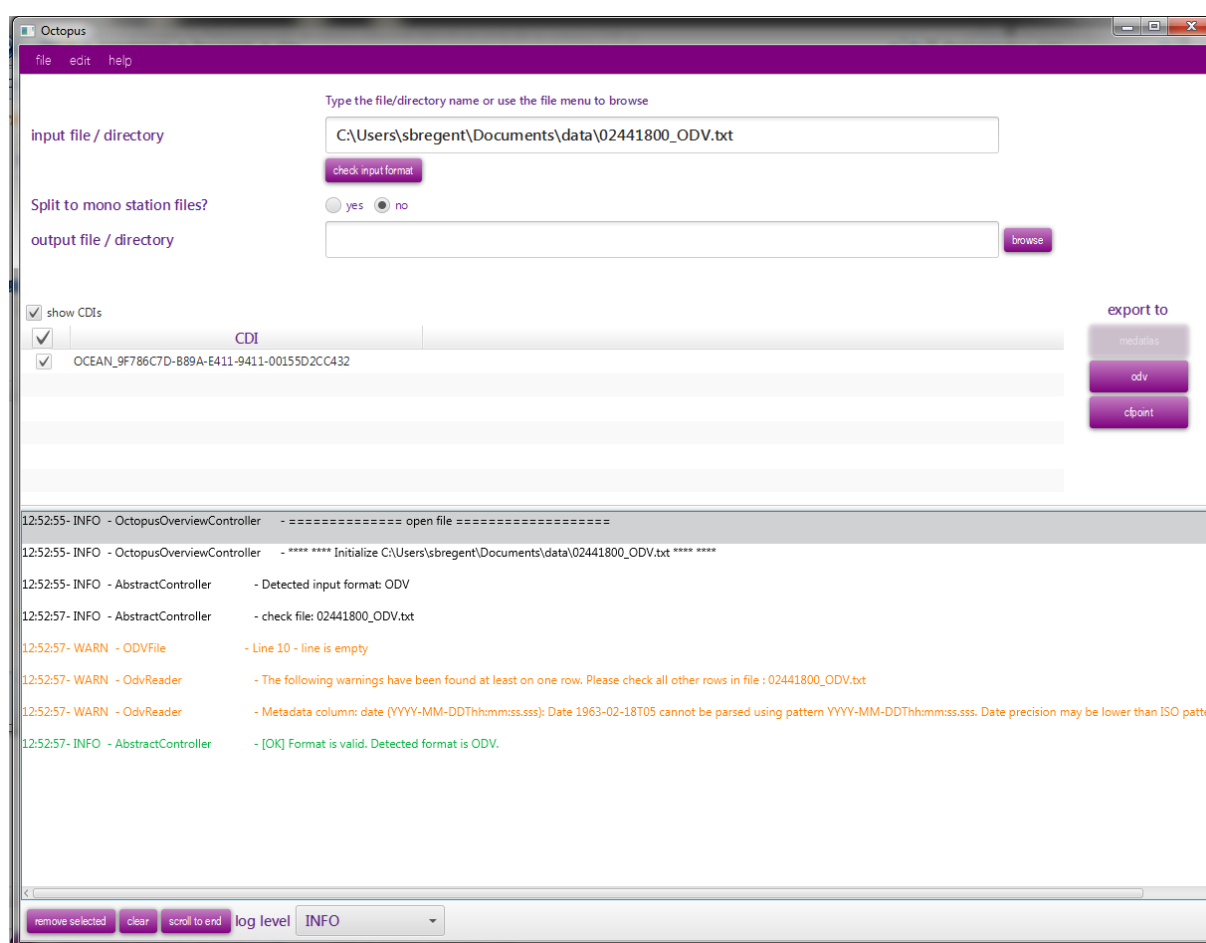 Octopus
file edit help
Type the file/directory name or use the file menu to browse
input file / directory
C:\Users\sbregent\Documents\data\02441800_ODV.txt
check input format
Split to mono station files?
yes no
output file / directory
browse
show CDIs
export to
CDI
medatlas
OCEAN_9F786C7D-B89A-E411-9411-00155D2CC432
odv
cfpoint
12:52:55- INFO - OctopusOverviewController - ============== open file ===================
12:52:55- INFO - OctopusOverviewController - **** **** Initialize C:\Users\sbregent\Documents\data\02441800_ODV.txt **** ****
12:52:55- INFO - AbstractController - Detected input format: ODV
12:52:57- INFO - AbstractController - check file: 02441800_ODV.txt
12:52:57- WARN - ODVFile - Line 10 - line is empty
12:52:57- WARN - OdvReader - The following warnings have been found at least on one row. Please check all other rows in file : 02441800_ODV.txt
12:52:57- WARN - OdvReader - Metadata column: date (YYYY-MM-DDThh:mm:ss.sss): Date 1963-02-18T05 cannot be parsed using pattern YYYY-MM-DDThh:mm:ss.sss. Date precision may be lower than ISO patte
12:52:57- INFO - AbstractController - [OK] Format is valid. Detected format is ODV.
remove selected clear scroll to end log level INFO